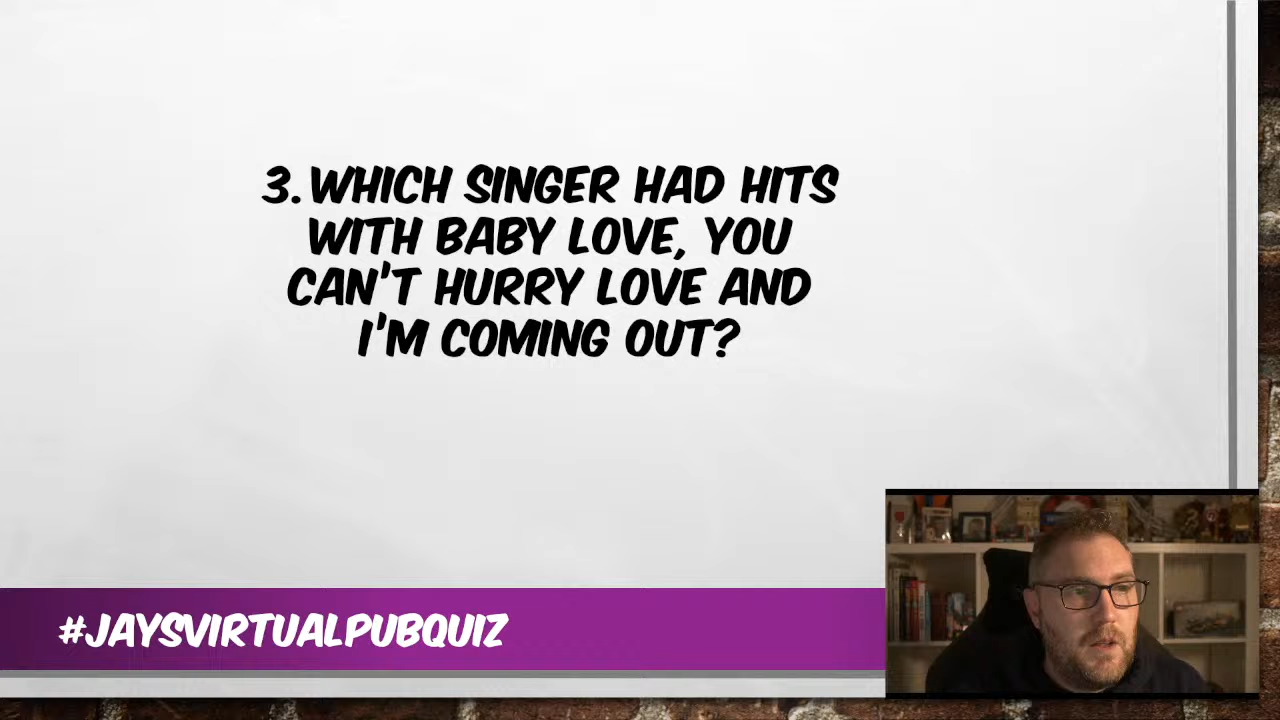 3. WHICH SINGER HAD HITS
WITH BABY LOVE, YOU
CAN'T HURRY LOVE AND
I'M COMING OUT?
#JAYSVIRTUALPUBQUIZ